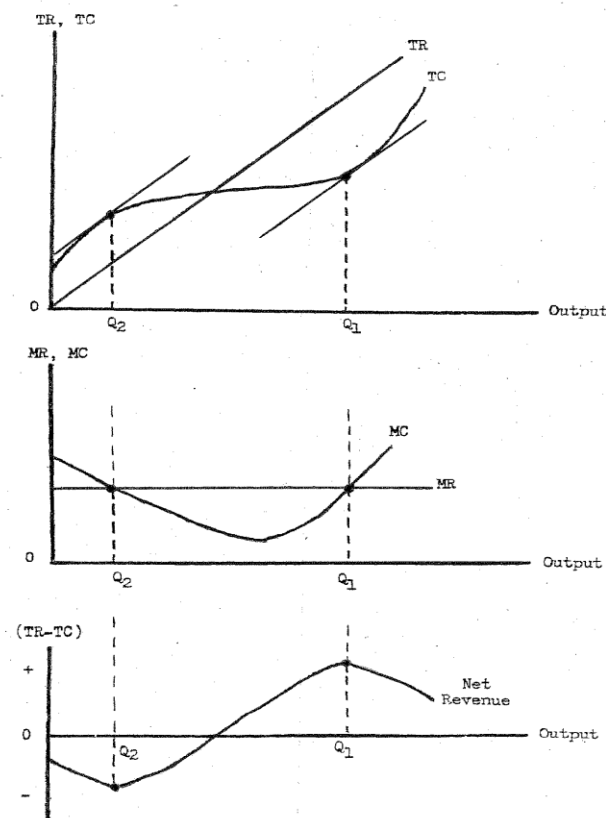 TR, TC
TR
TC
0
Q2
Q1
Output
MR, MC
MC
MR
0
Q2
Q1
Output
(TR-TC)
+
Net
Revenue
0
Q2
Q1
Output
-